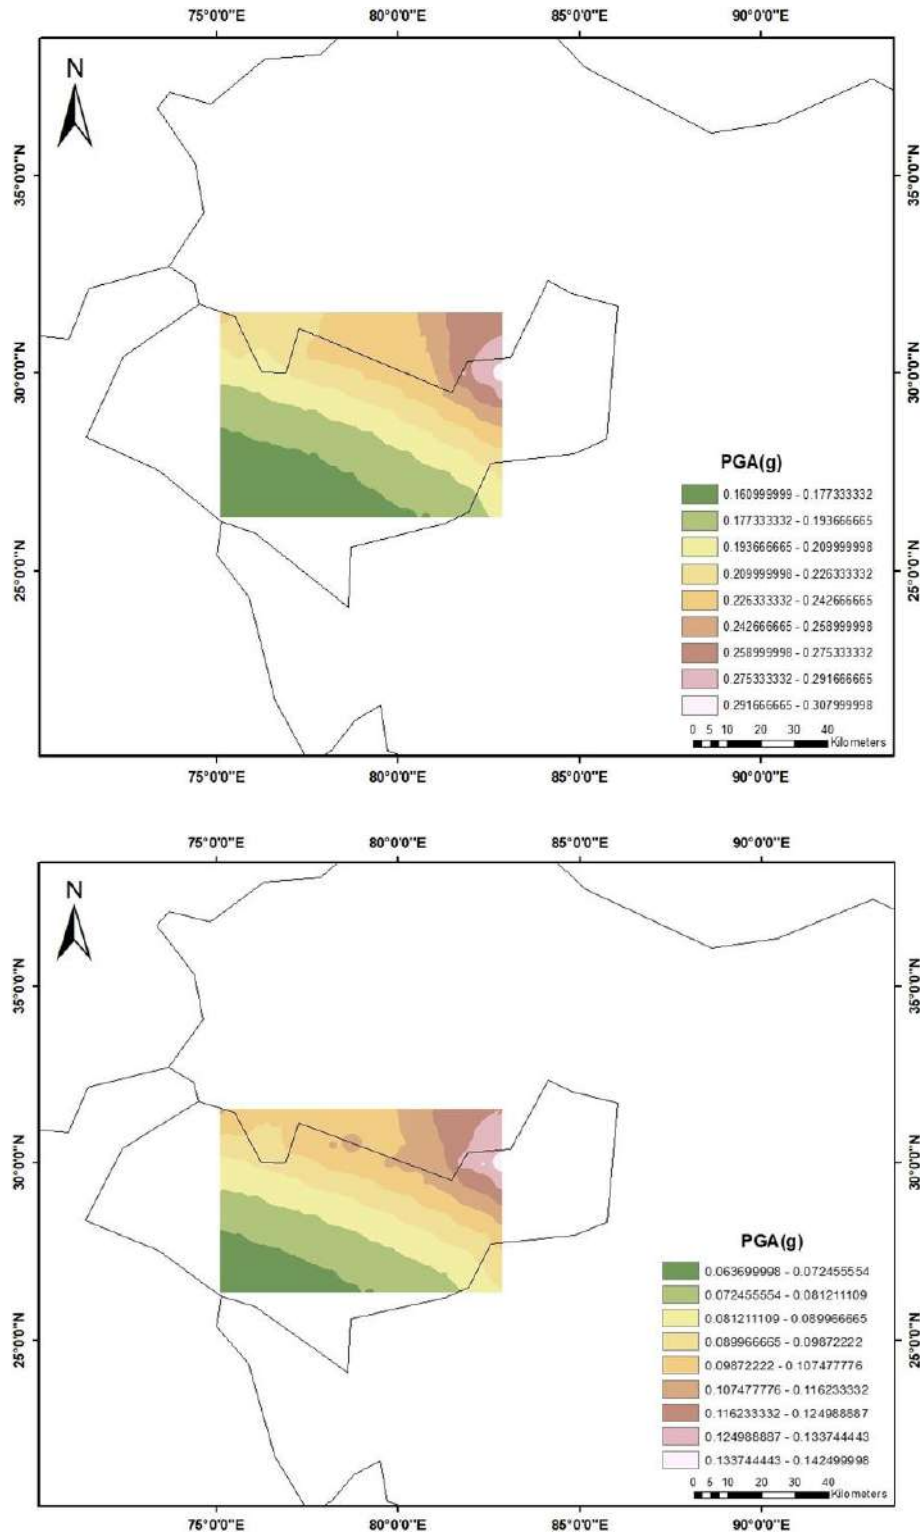 75°0'0"E 80°0'0"E 85°0'0"E 90°0'0"E
N
35°0'0"N 35°0'0"N
30°0'0"N 30°0'0"N
25°0'0"N 25°0'0"N
PGA(g)
0.160999999 - 0.177333332
0.177333332 - 0.193666665
0.193666665 - 0.209999998
0.209999998 - 0.226333332
0.226333332 - 0.242666665
0.242666665 - 0.258999998
0.258999998 - 0.275333332
0.275333332 - 0.291666665
0.291666665 - 0.307999998
0 5 10 20 30 40
Kilometers
75°0'0"E 80°0'0"E 85°0'0"E 90°0'0"E
75°0'0"E 80°0'0"E 85°0'0"E 90°0'0"E
N
35°0'0"N 35°0'0"N
30°0'0"N 30°0'0"N
25°0'0"N 25°0'0"N
PGA(g)
0.063699998 - 0.072455554
0.072455554 - 0.081211109
0.081211109 - 0.089966665
0.089966665 - 0.09872222
0.09872222 - 0.107477776
0.107477776 - 0.116233332
0.116233332 - 0.124988887
0.124988887 - 0.133744443
0.133744443 - 0.142499998
0 5 10 20 30 40
Kilometers
75°0'0"E 80°0'0"E 85°0'0"E 90°0'0"E